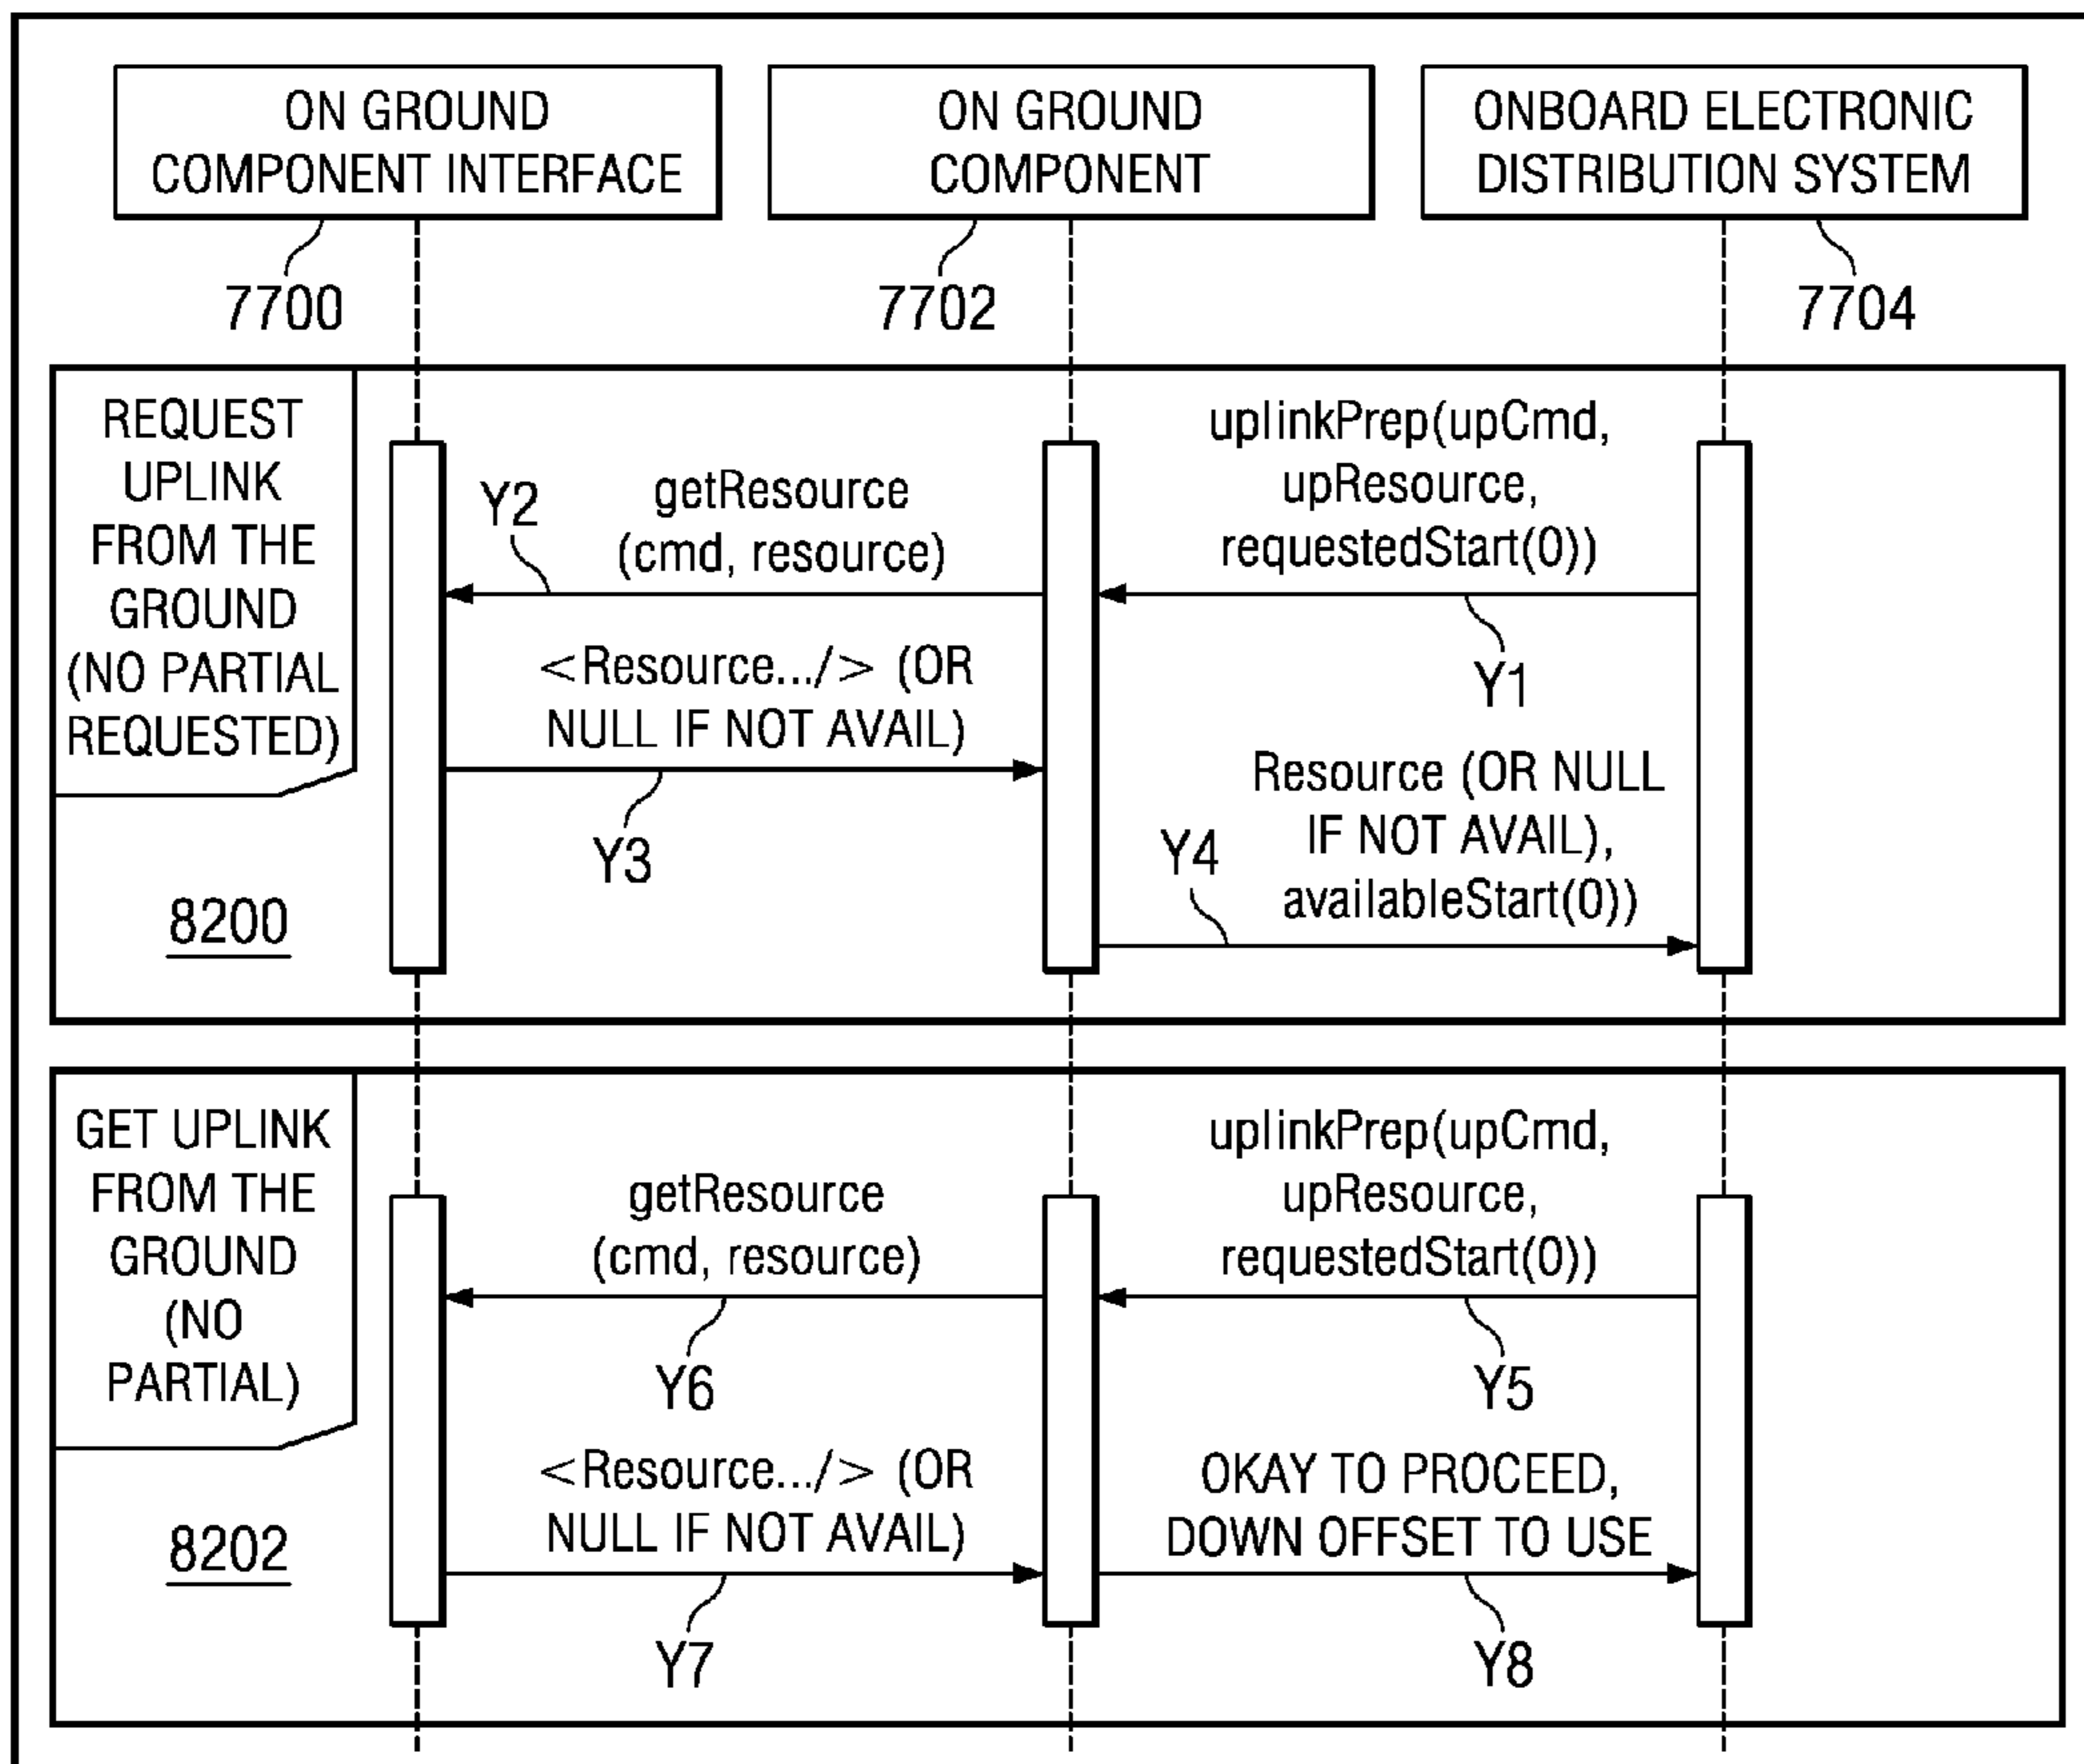 ON GROUND
COMPONENT INTERFACE
ON GROUND
COMPONENT
ONBOARD ELECTRONIC
DISTRIBUTION SYSTEM
7700
7702
7704
REQUEST
UPLINK
FROM THE
GROUND
(NO PARTIAL
REQUESTED)
8200
Y2
getResource
(cmd, resource)
uplinkPrep(upCmd,
upResource,
requestedStart(0))
Y1
<Resource.../> (OR
NULL IF NOT AVAIL)
Y3
Resource (OR NULL
IF NOT AVAIL),
availableStart(0))
Y4
GET UPLINK
FROM THE
GROUND
(NO
PARTIAL)
8202
getResource
(cmd, resource)
Y6
uplinkPrep(upCmd,
upResource,
requestedStart(0))
Y5
<Resource.../> (OR
NULL IF NOT AVAIL)
Y7
OKAY TO PROCEED,
DOWN OFFSET TO USE
Y8